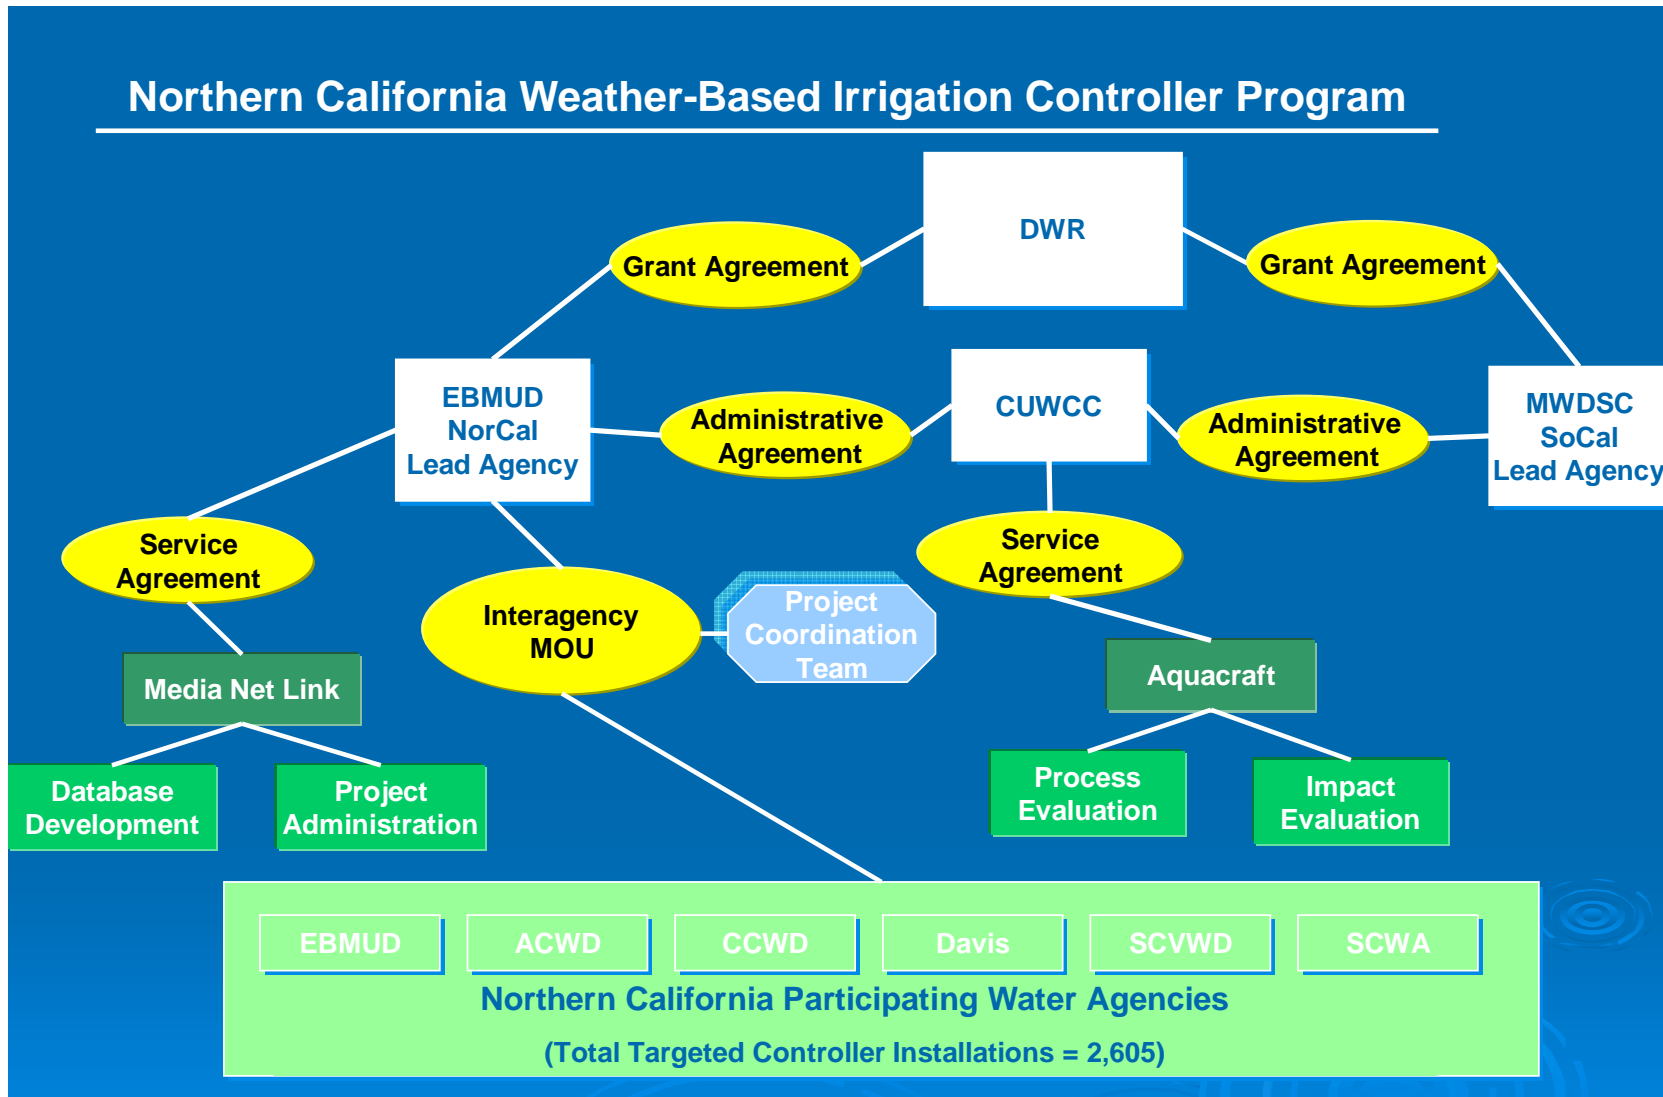 Northern California Weather-Based Irrigation Controller Program
DWR
Grant Agreement
Grant Agreement
EBMUD
NorCal
Lead Agency
Administrative
Agreement
CUWCC
Administrative
Agreement
MWDSC
SoCal
Lead Agency
Service
Agreement
Interagency
MOU
Project
Coordination
Team
Service
Agreement
Media Net Link
Aquacraft
Database
Development
Project
Administration
Process
Evaluation
Impact
Evaluation
EBMUD
ACWD
CCWD
Davis
SCVWD
SCWA
Northern California Participating Water Agencies
(Total Targeted Controller Installations = 2,605)